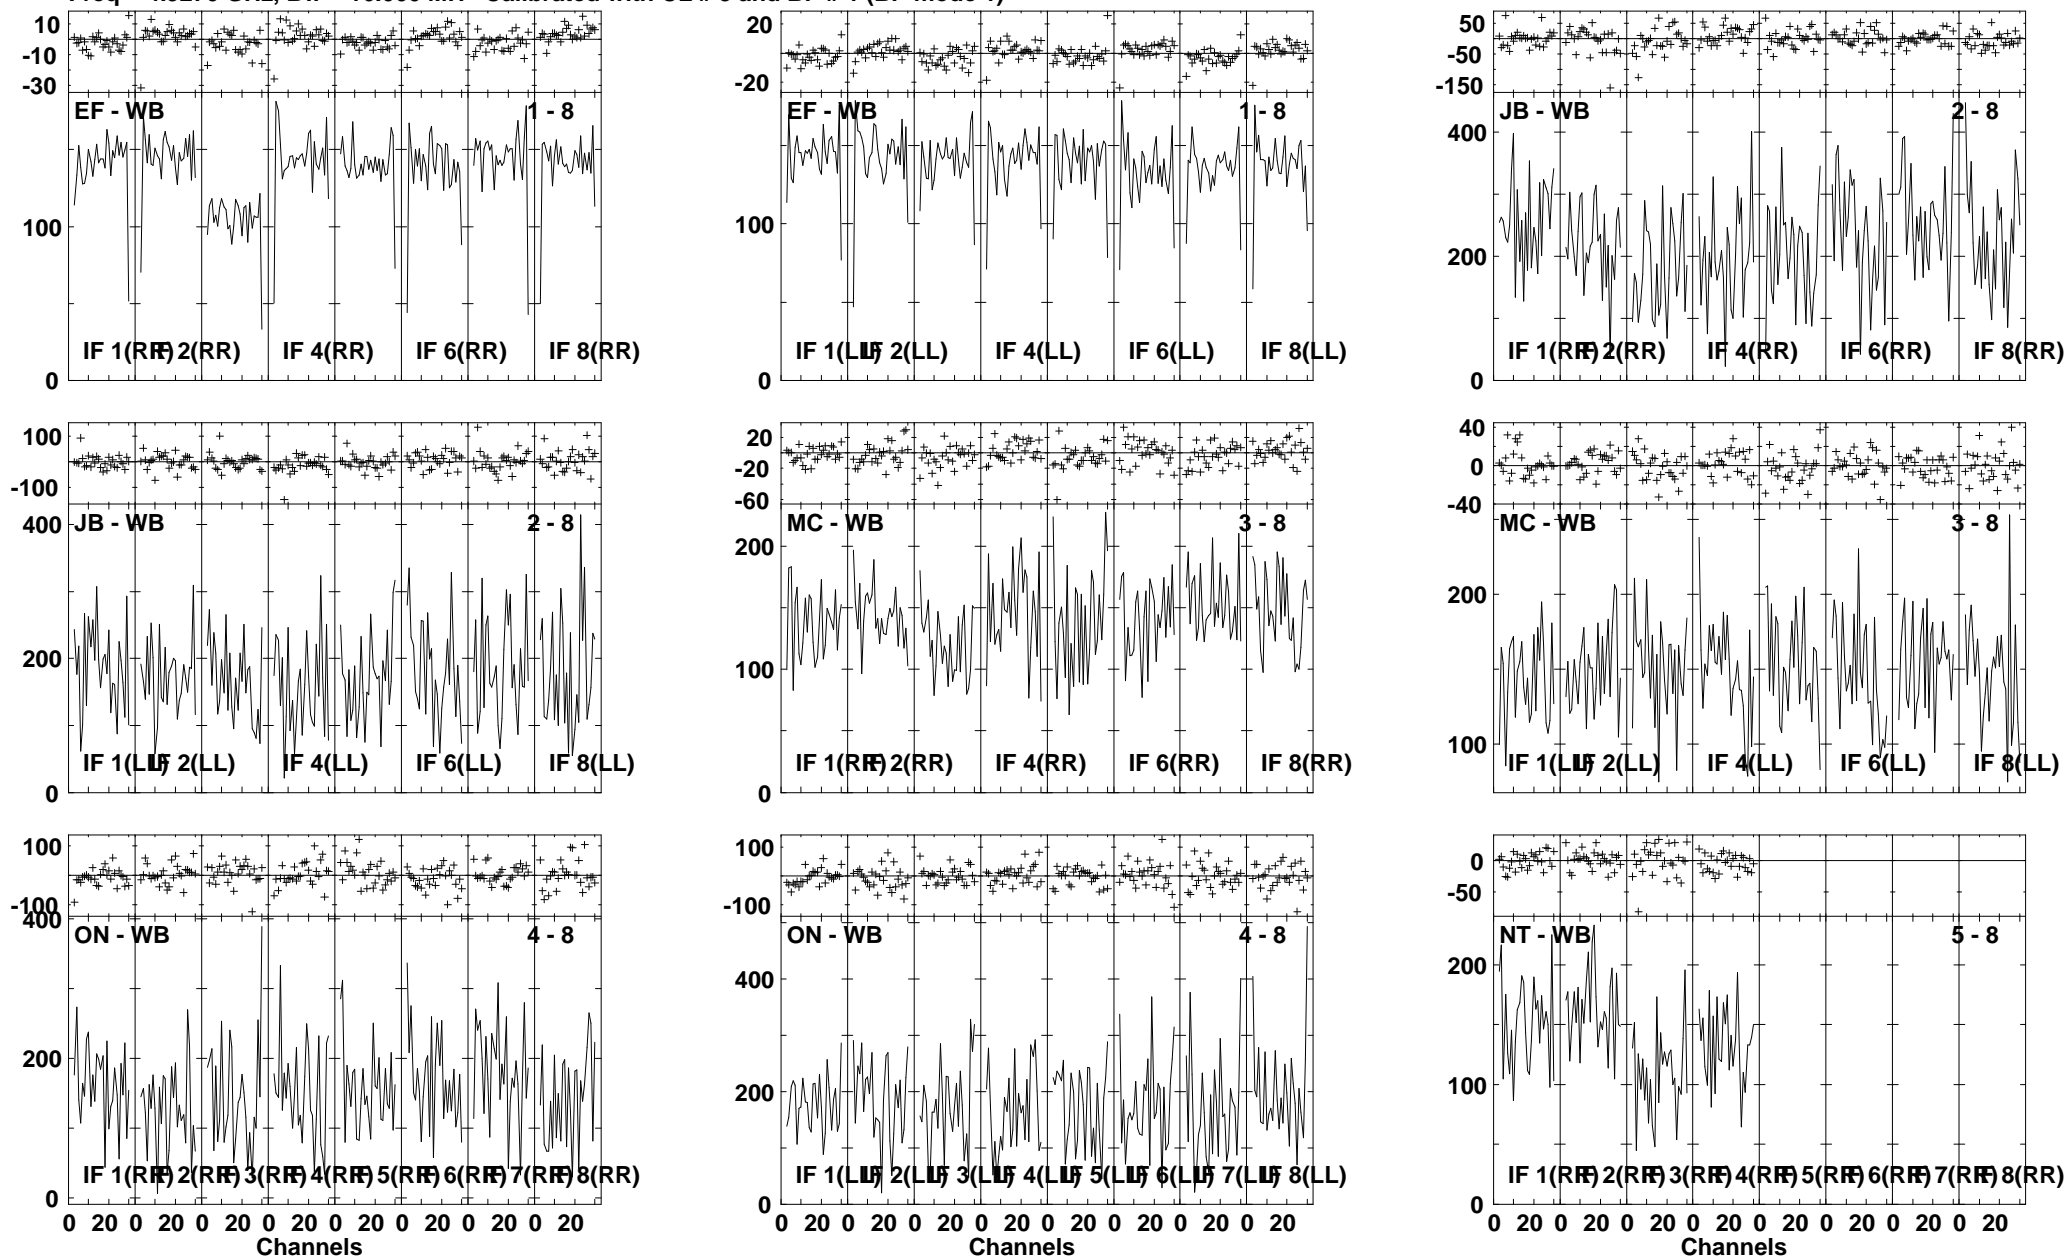 10
-10
-30
EF - WB
1 - 8
100
0
IF 1(RR)
IF 2(RR)
IF 4(RR)
IF 6(RR)
IF 8(RR)
20
-20
EF - WB
1 - 8
100
0
IF 1(LL)
IF 2(LL)
IF 4(LL)
IF 6(LL)
IF 8(LL)
50
-50
-150
JB - WB
2 - 8
400
200
0
IF 1(RR)
IF 2(RR)
IF 4(RR)
IF 6(RR)
IF 8(RR)
100
-100
JB - WB
2 - 8
400
200
0
IF 1(LL)
IF 2(LL)
IF 4(LL)
IF 6(LL)
IF 8(LL)
20
-20
-60
MC - WB
3 - 8
200
100
0
IF 1(RR)
IF 2(RR)
IF 4(RR)
IF 6(RR)
IF 8(RR)
40
0
-40
MC - WB
3 - 8
200
100
IF 1(LL)
IF 2(LL)
IF 4(LL)
IF 6(LL)
IF 8(LL)
100
-100
ON - WB
4 - 8
400
200
0
IF 1(RR)
IF 2(RR)
IF 3(RR)
IF 4(RR)
IF 5(RR)
IF 6(RR)
IF 7(RR)
IF 8(RR)
0 20 0 20 0 20 0 20 0 20 0 20 0 20 0 20
Channels
100
-100
ON - WB
4 - 8
400
200
0
IF 1(LL)
IF 2(LL)
IF 3(LL)
IF 4(LL)
IF 5(LL)
IF 6(LL)
IF 7(LL)
IF 8(LL)
0 20 0 20 0 20 0 20 0 20 0 20 0 20 0 20
Channels
0
-50
NT - WB
5 - 8
200
100
0
IF 1(RR)
IF 2(RR)
IF 3(RR)
IF 4(RR)
IF 5(RR)
IF 6(RR)
IF 7(RR)
IF 8(RR)
0 20 0 20 0 20 0 20 0 20 0 20 0 20 0 20
Channels